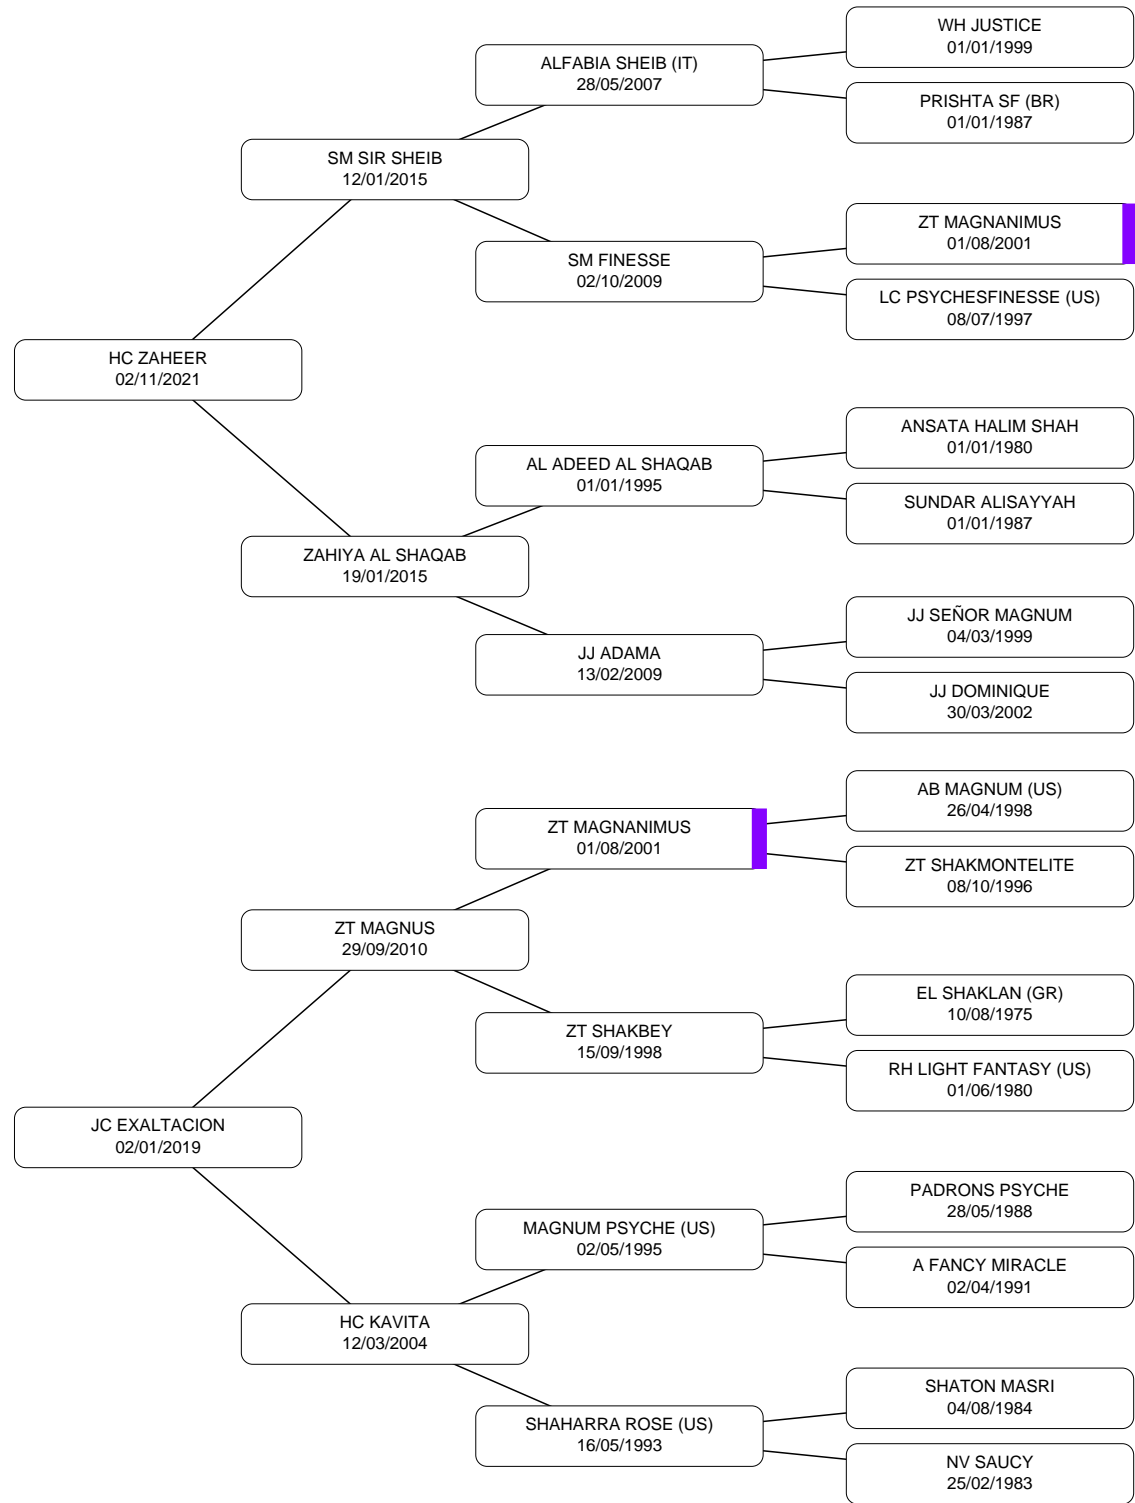 WH JUSTICE
01/01/1999
ALFABIA SHEIB (IT)
28/05/2007
PRISHTA SF (BR)
01/01/1987
SM SIR SHEIB
12/01/2015
ZT MAGNANIMUS
01/08/2001
SM FINESSE
02/10/2009
LC PSYCHESFINESSE (US)
08/07/1997
HC ZAHEER
02/11/2021
ANSATA HALIM SHAH
01/01/1980
AL ADEED AL SHAQAB
01/01/1995
SUNDAR ALISAYYAH
01/01/1987
ZAHIYA AL SHAQAB
19/01/2015
JJ SEÑOR MAGNUM
04/03/1999
JJ ADAMA
13/02/2009
JJ DOMINIQUE
30/03/2002
AB MAGNUM (US)
26/04/1998
ZT MAGNANIMUS
01/08/2001
ZT SHAKMONTELITE
08/10/1996
ZT MAGNUS
29/09/2010
EL SHAKLAN (GR)
10/08/1975
ZT SHAKBEY
15/09/1998
RH LIGHT FANTASY (US)
01/06/1980
JC EXALTACION
02/01/2019
PADRONS PSYCHE
28/05/1988
MAGNUM PSYCHE (US)
02/05/1995
A FANCY MIRACLE
02/04/1991
HC KAVITA
12/03/2004
SHATON MASRI
04/08/1984
SHAHARRA ROSE (US)
16/05/1993
NV SAUCY
25/02/1983